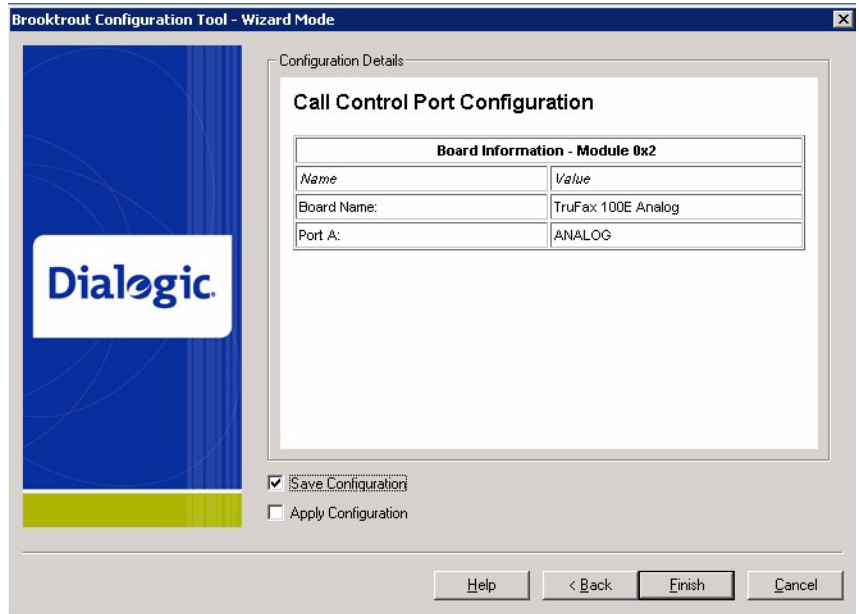 Brooktrout Configuration Tool - Wizard Mode
Configuration Details
Call Control Port Configuration
Board Information - Module 0x2
Name Value
Board Name: TruFax 100E Analog
Port A: ANALOG
Dialogic.
Save Configuration
Apply Configuration
Help < Back Finish Cancel